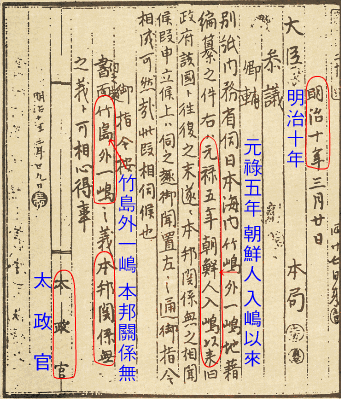 明治十年三月廿日
明治十年
大臣 本局
参議
卿輔
元祿五年 朝鮮人 入嶋以來
別紙内務省伺日本海内竹嶋外一嶋地籍
編纂之件右ハ元禄五年朝鮮人入嶋以来旧
政府該國ト往復之末遂ニ本邦関係無之相聞
候段申立候上ハ伺之趣御聞置左之通御指令
相成可然哉此段相伺候也
御指令按
竹島外一嶋 本邦關係無
書面竹島外一嶋之義本邦関係無
之義ト可相心得事
太政官
明治十年三月廿九日
太政官